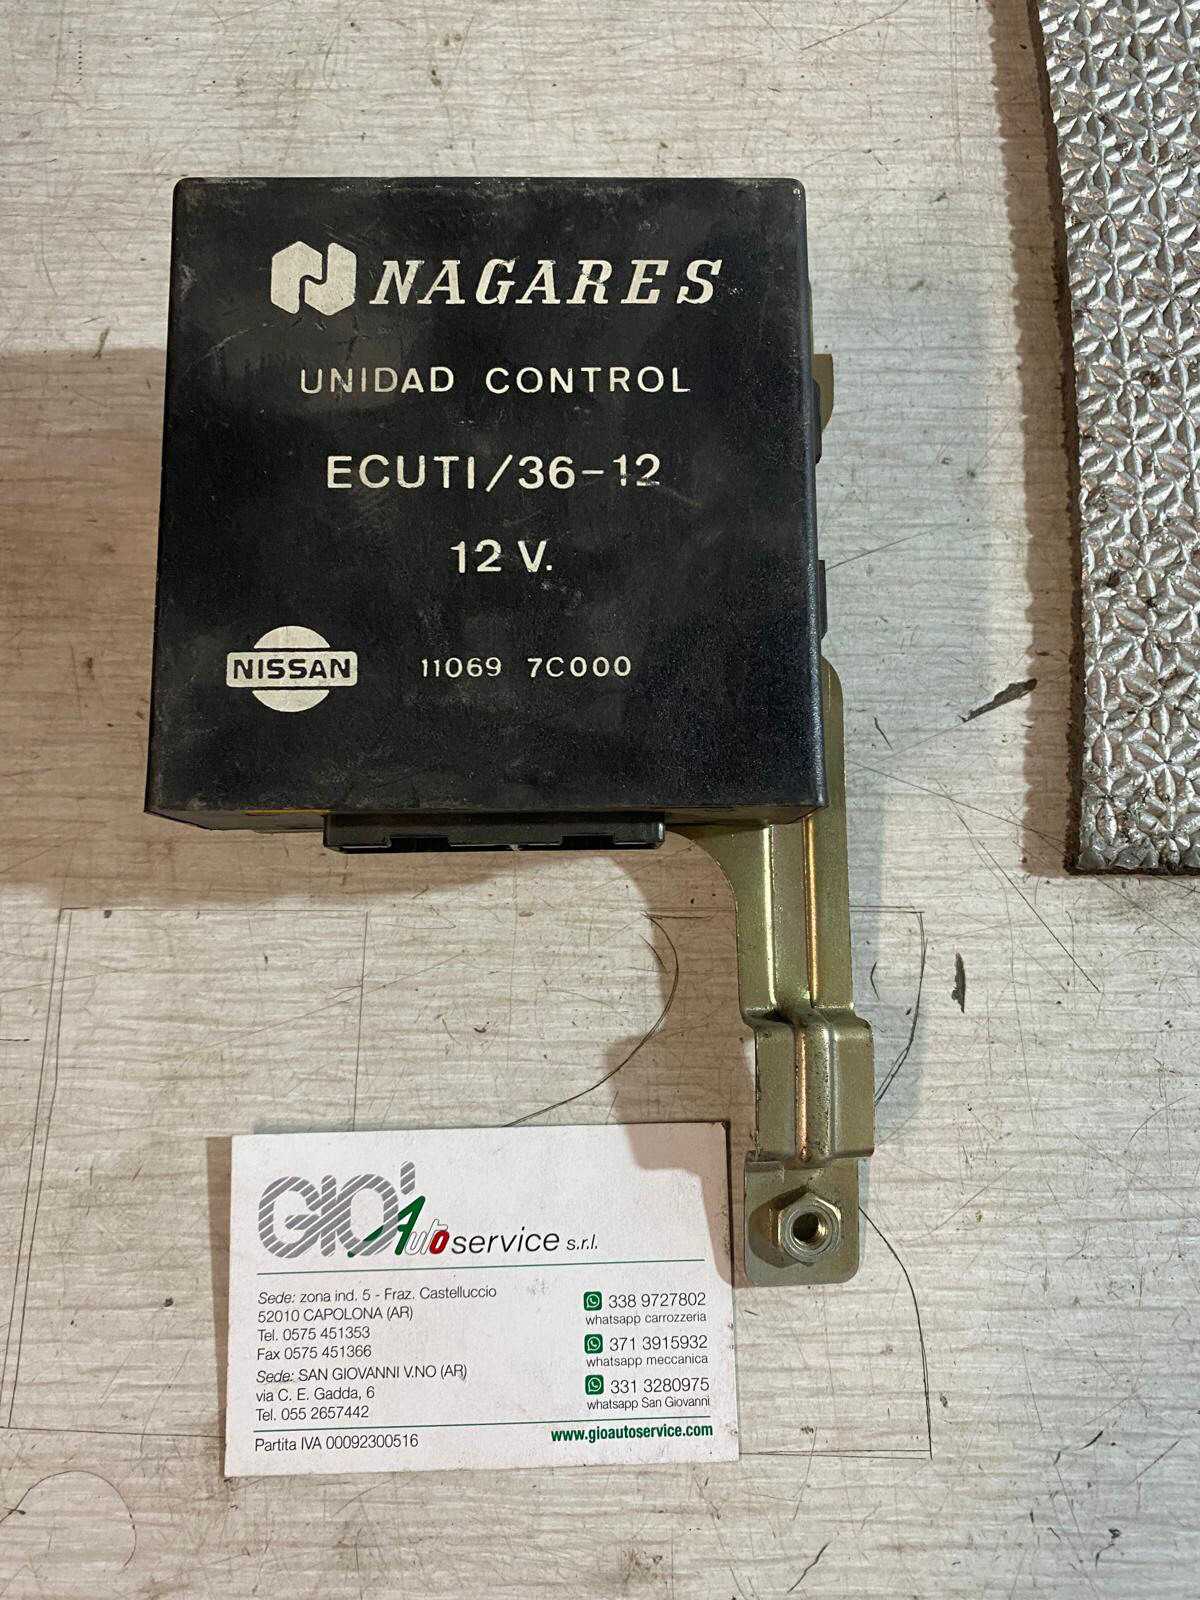 NAGARES
UNIDAD CONTROL
ECUTI/36-12
12 V.
NISSAN
11069 7C000
GIO' Autoservice s.r.l.
Sede: zona ind. 5 - Fraz. Castelluccio
52010 CAPOLONA (AR)
Tel. 0575 451353
Fax 0575 451366
Sede: SAN GIOVANNI V.NO (AR)
via C. E. Gadda, 6
Tel. 055 2657442
Partita IVA 00092300516
338 9727802
whatsapp carrozzeria
371 3915932
whatsapp meccanica
331 3280975
whatsapp San Giovanni
www.gioautoservice.com